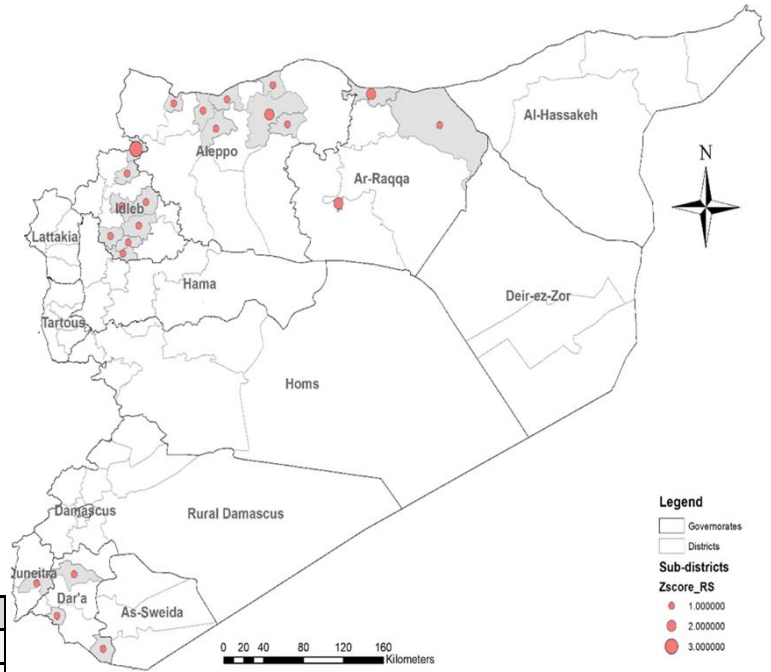 N
Al-Hassakeh
Aleppo
Ar-Raqqa
Idleb
Lattakia
Hama
Deir-ez-Zor
Tartous
Homs
Damascus
Rural Damascus
Quneitra
Dar'a
As-Sweida
Legend
Governorates
Districts
Sub-districts
Zscore_RS
1.000000
2.000000
3.000000
0 20 40 80 120 160
Kilometers